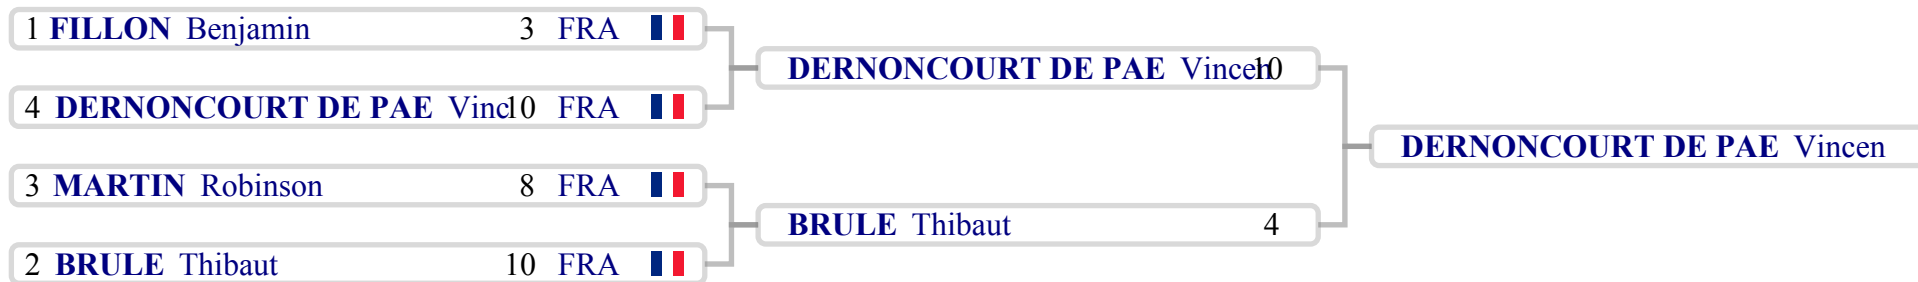 1 FILLON Benjamin 3 FRA
DERNONCOURT DE PAE Vincen 10
4 DERNONCOURT DE PAE Vinc 10 FRA
DERNONCOURT DE PAE Vincen
3 MARTIN Robinson 8 FRA
BRULE Thibaut 4
2 BRULE Thibaut 10 FRA